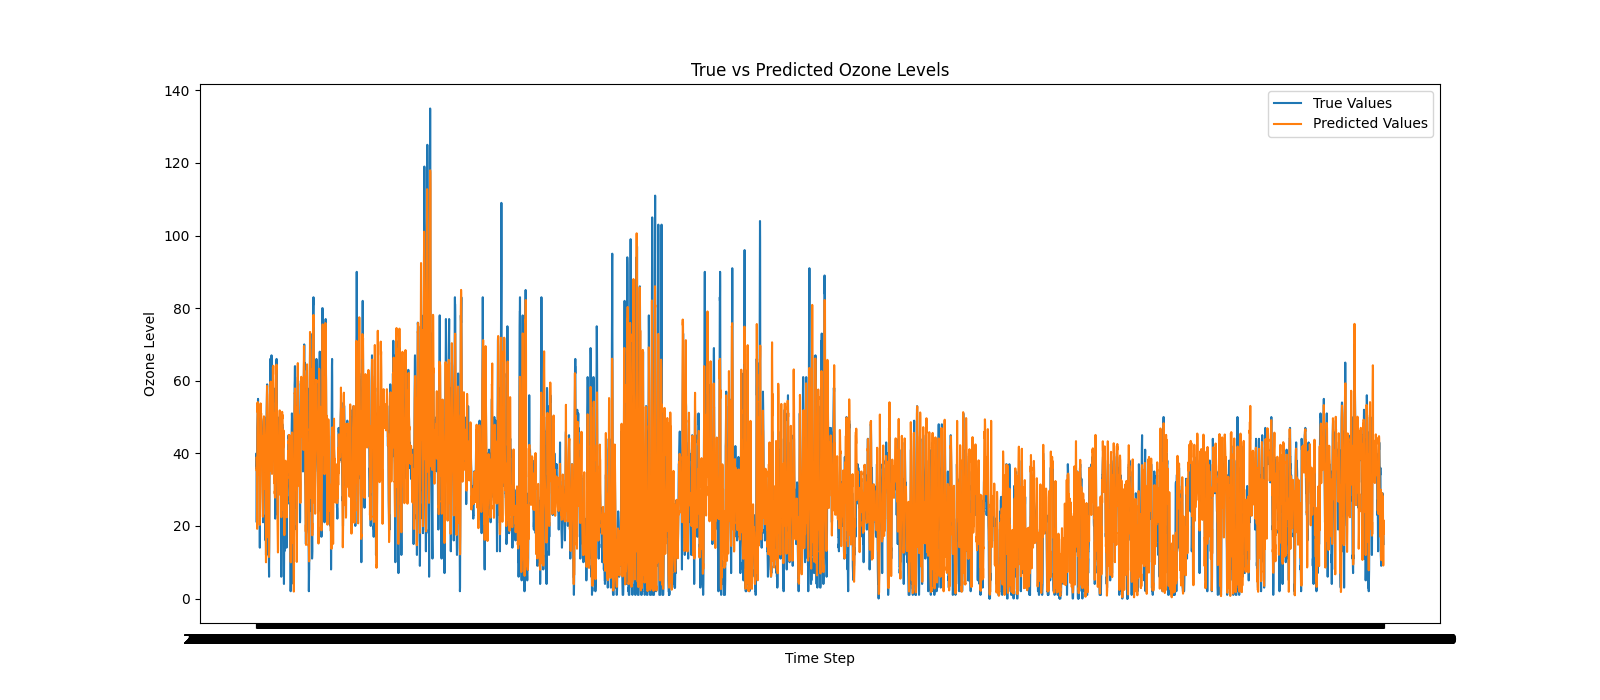 True vs Predicted Ozone Levels
True Values
Predicted Values
140
120
100
80
60
40
20
0
Ozone Level
Time Step